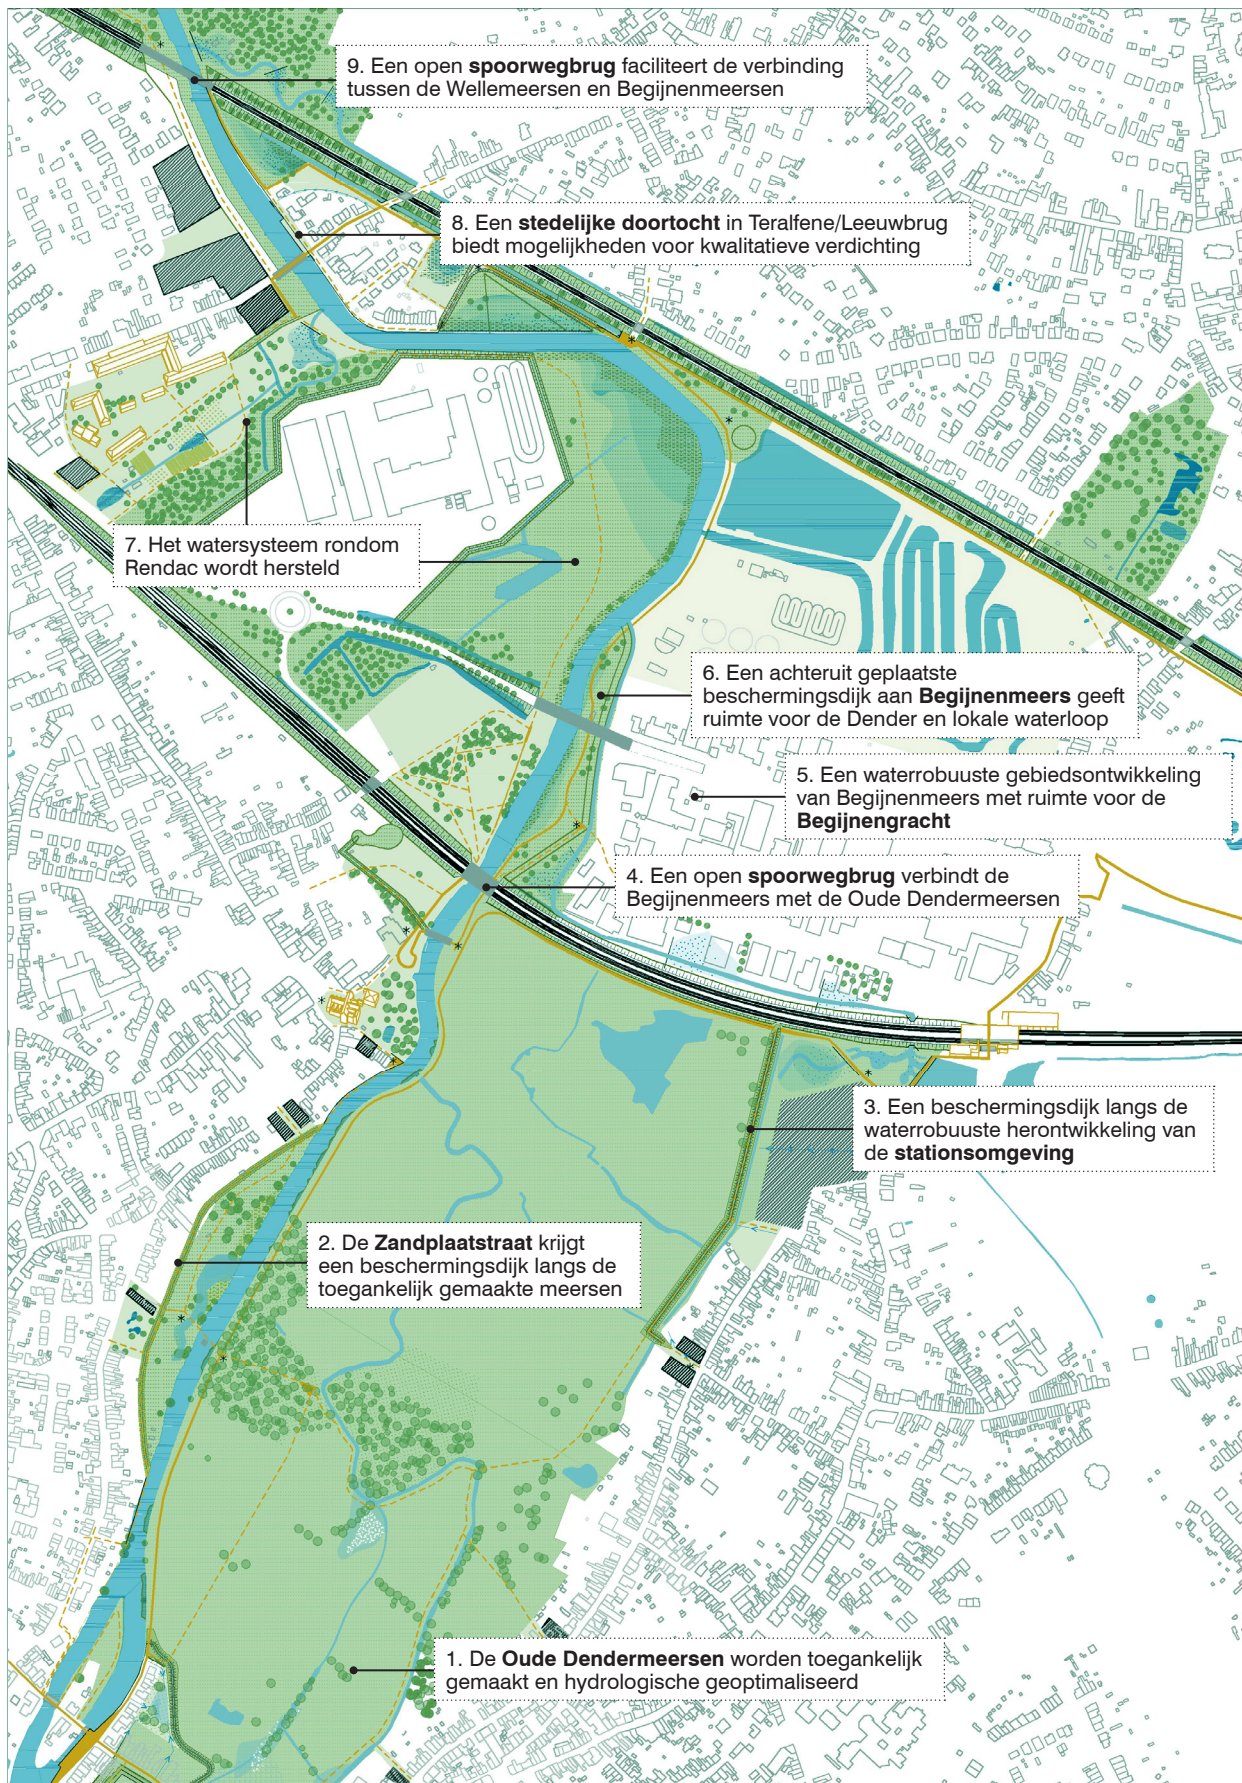 9. Een open spoorwegbrug faciliteert de verbinding
tussen de Wellemeersen en Begijnenmeersen
8. Een stedelijke doortocht in Teralfene/Leeuwbrug
biedt mogelijkheden voor kwalitatieve verdichting
7. Het watersysteem rondom
Rendac wordt hersteld
6. Een achteruit geplaatste
beschermingsdijk aan Begijnenmeers geeft
ruimte voor de Dender en lokale waterloop
5. Een waterrobuuste gebiedsontwikkeling
van Begijnenmeers met ruimte voor de
Begijnengracht
4. Een open spoorwegbrug verbindt de
Begijnenmeers met de Oude Dendermeersen
3. Een beschermingsdijk langs de
waterrobuuste herontwikkeling van
de stationsomgeving
2. De Zandplaatstraat krijgt
een beschermingsdijk langs de
toegankelijk gemaakte meersen
1. De Oude Dendermeersen worden toegankelijk
gemaakt en hydrologische geoptimaliseerd